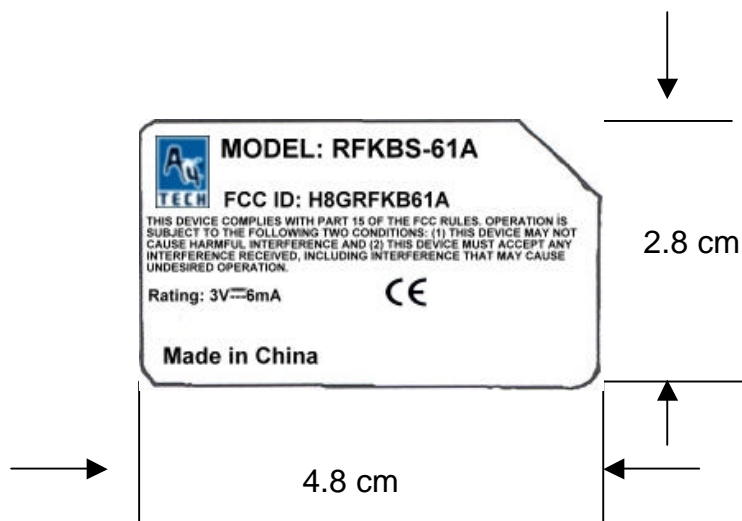 A4
TECH
MODEL: RFKBS-61A
FCC ID: H8GRFKB61A
THIS DEVICE COMPLIES WITH PART 15 OF THE FCC RULES. OPERATION IS
SUBJECT TO THE FOLLOWING TWO CONDITIONS: (1) THIS DEVICE MAY NOT
CAUSE HARMFUL INTERFERENCE AND (2) THIS DEVICE MUST ACCEPT ANY
INTERFERENCE RECEIVED, INCLUDING INTERFERENCE THAT MAY CAUSE
UNDESIRED OPERATION.
Rating: 3V⎓6mA
CE
Made in China
2.8 cm
4.8 cm